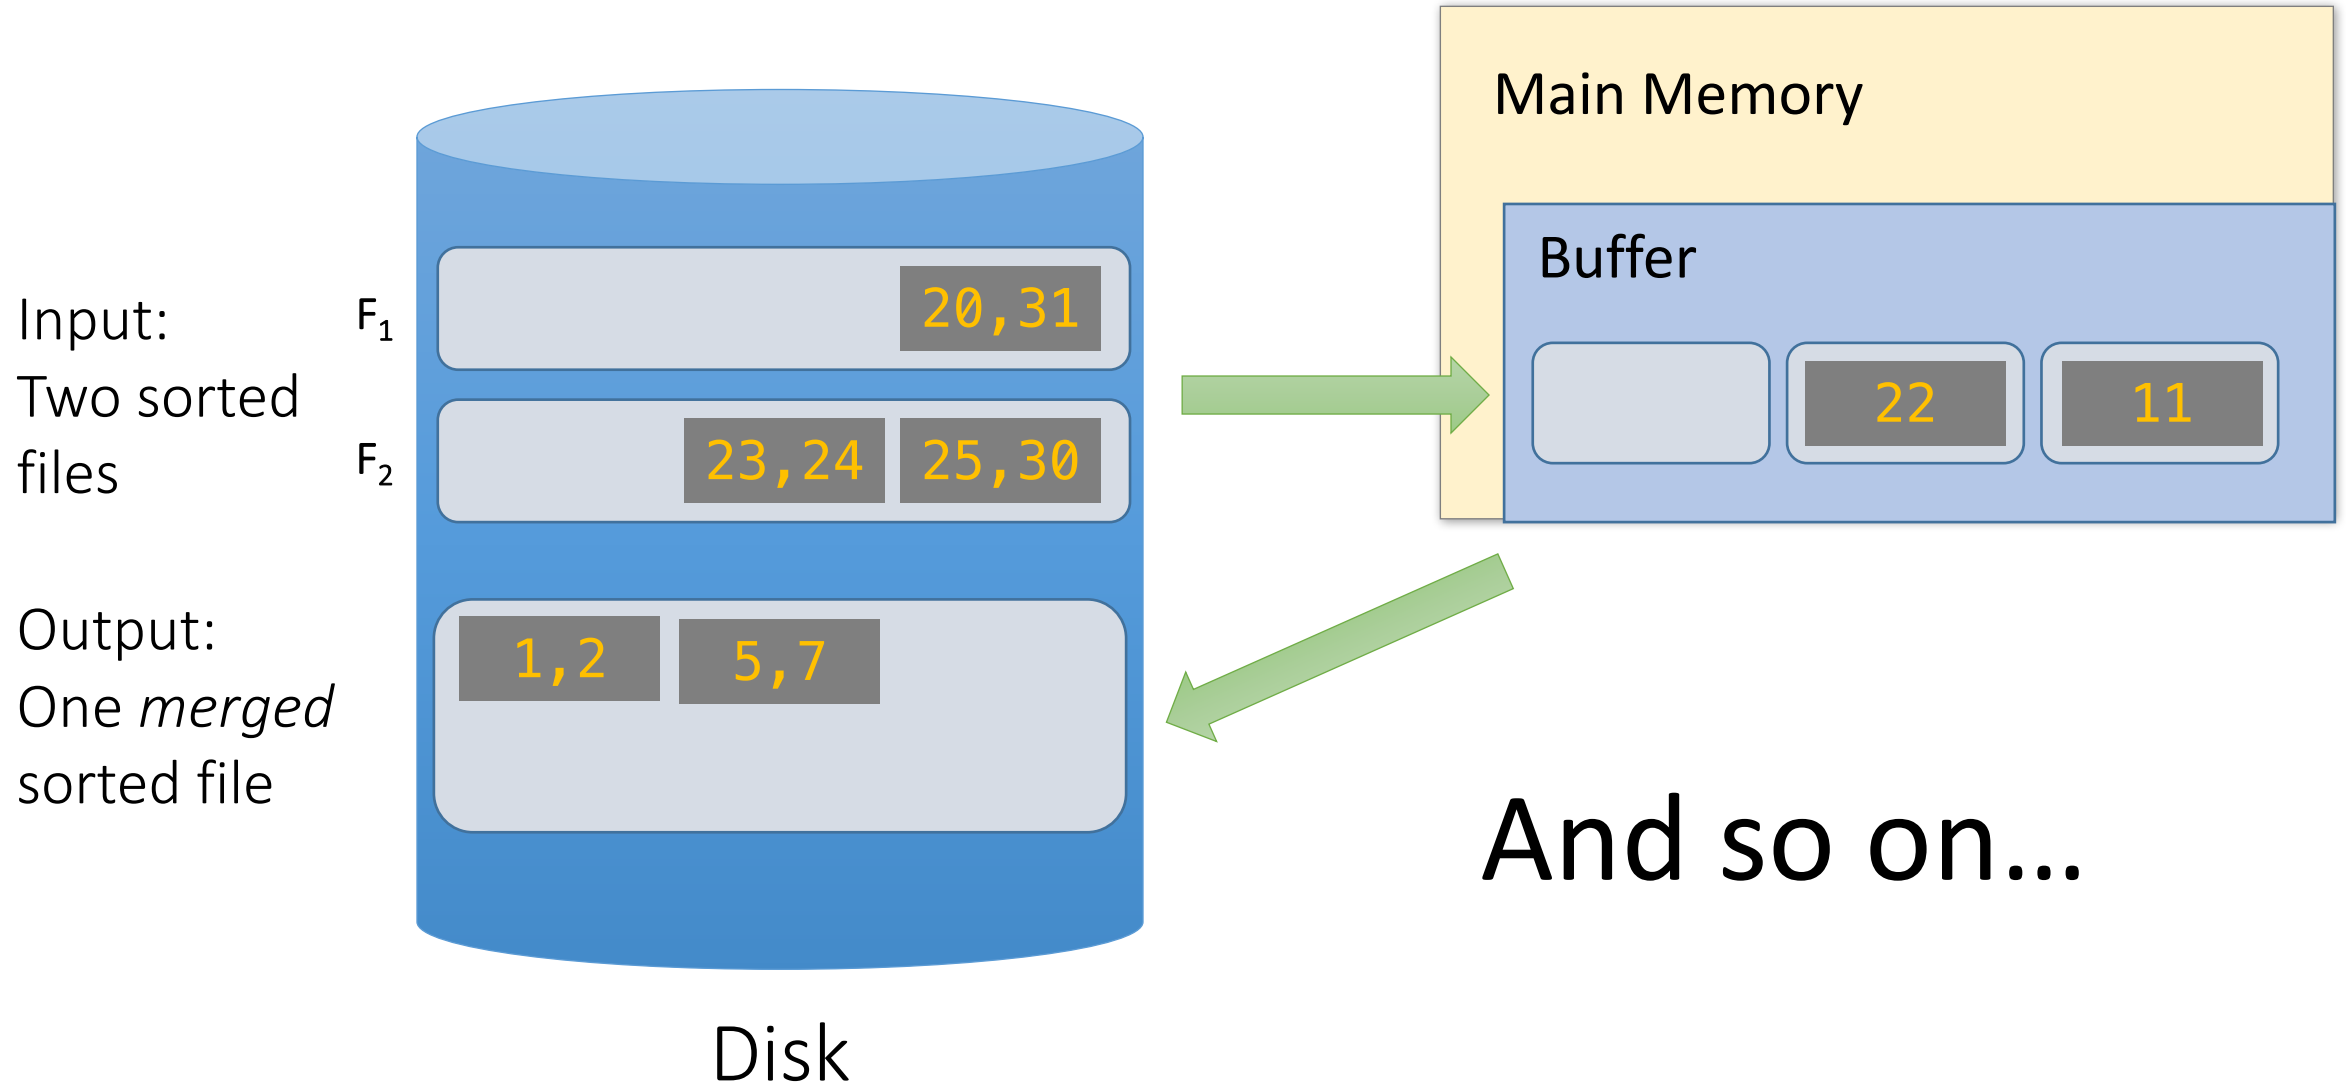 Main Memory
Buffer
22
11
Input:
Two sorted
files
F1
20,31
F2
23,24
25,30
Output:
One merged
sorted file
1,2
5,7
And so on…
Disk